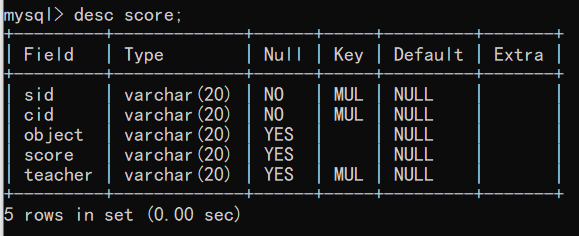 mysql> desc score;
+----------+-------------+------+-----+---------+-------+
| Field    | Type        | Null | Key | Default | Extra |
+----------+-------------+------+-----+---------+-------+
| sid      | varchar(20) | NO   | MUL | NULL    |       |
| cid      | varchar(20) | NO   | MUL | NULL    |       |
| object   | varchar(20) | YES  |     | NULL    |       |
| score    | varchar(20) | YES  |     | NULL    |       |
| teacher  | varchar(20) | YES  | MUL | NULL    |       |
+----------+-------------+------+-----+---------+-------+
5 rows in set (0.00 sec)